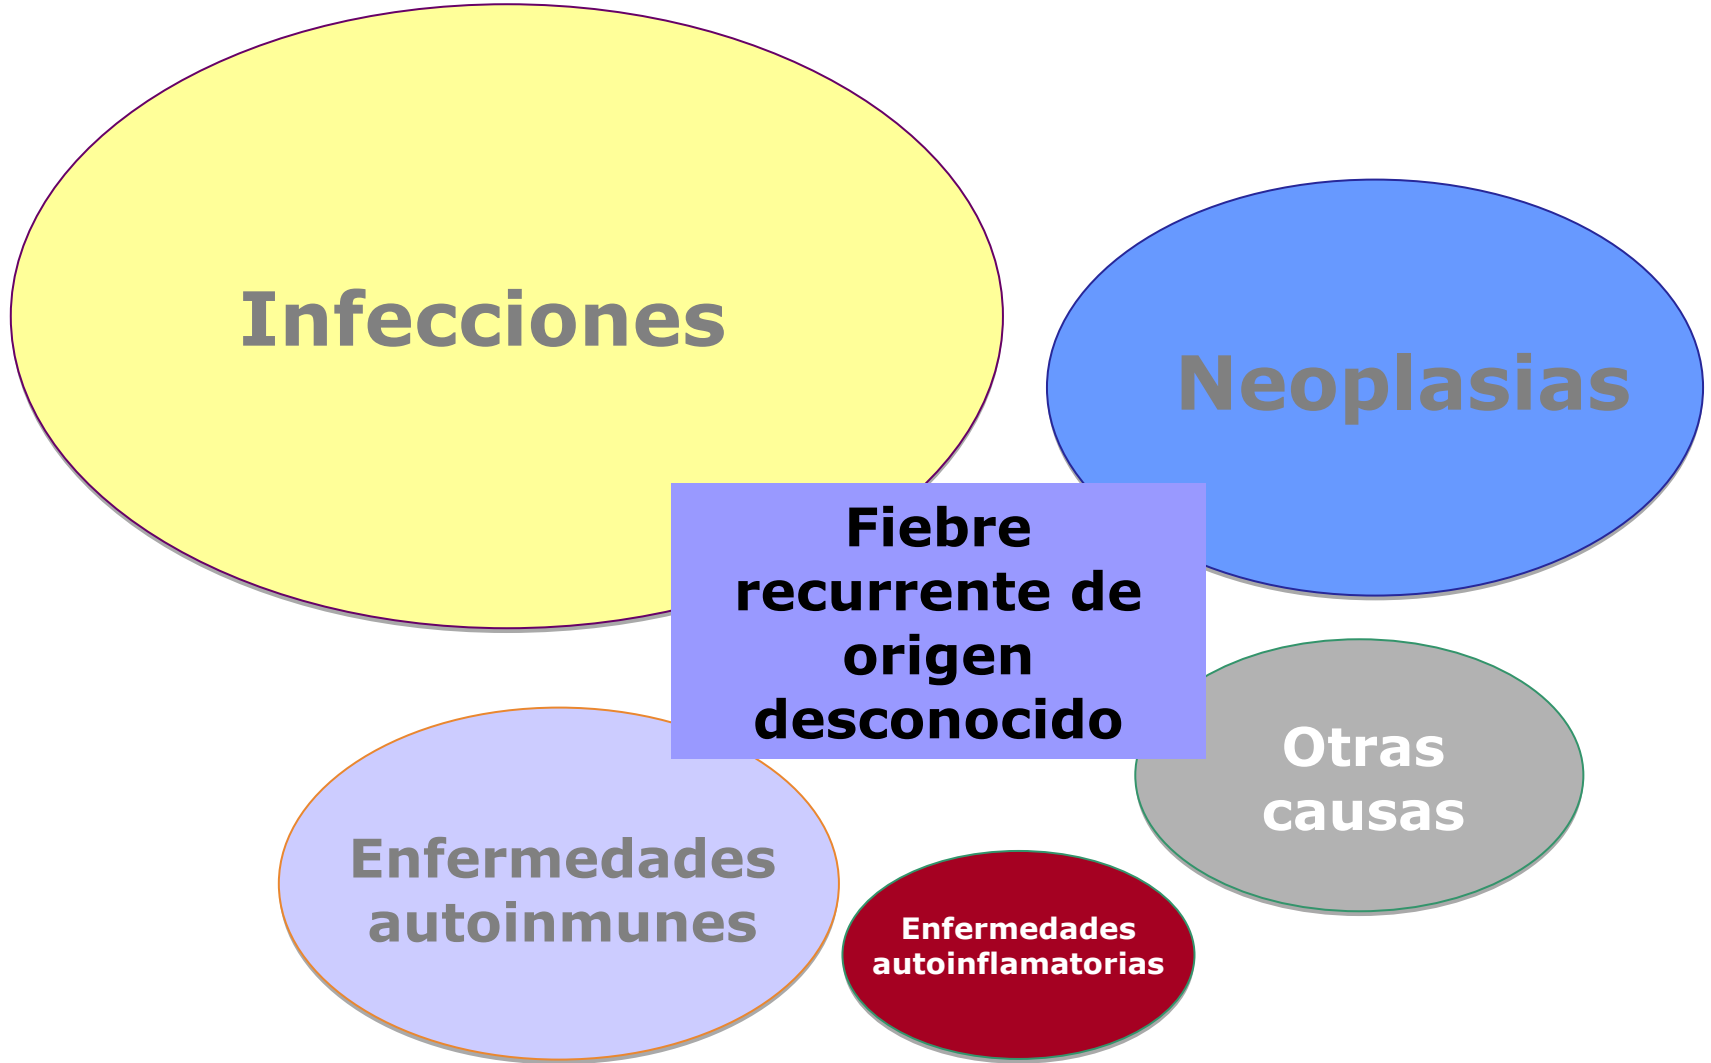 Infecciones
Neoplasias
Fiebre
recurrente de
origen
desconocido
Otras
causas
Enfermedades
autoinmunes
Enfermedades
autoinflamatorias